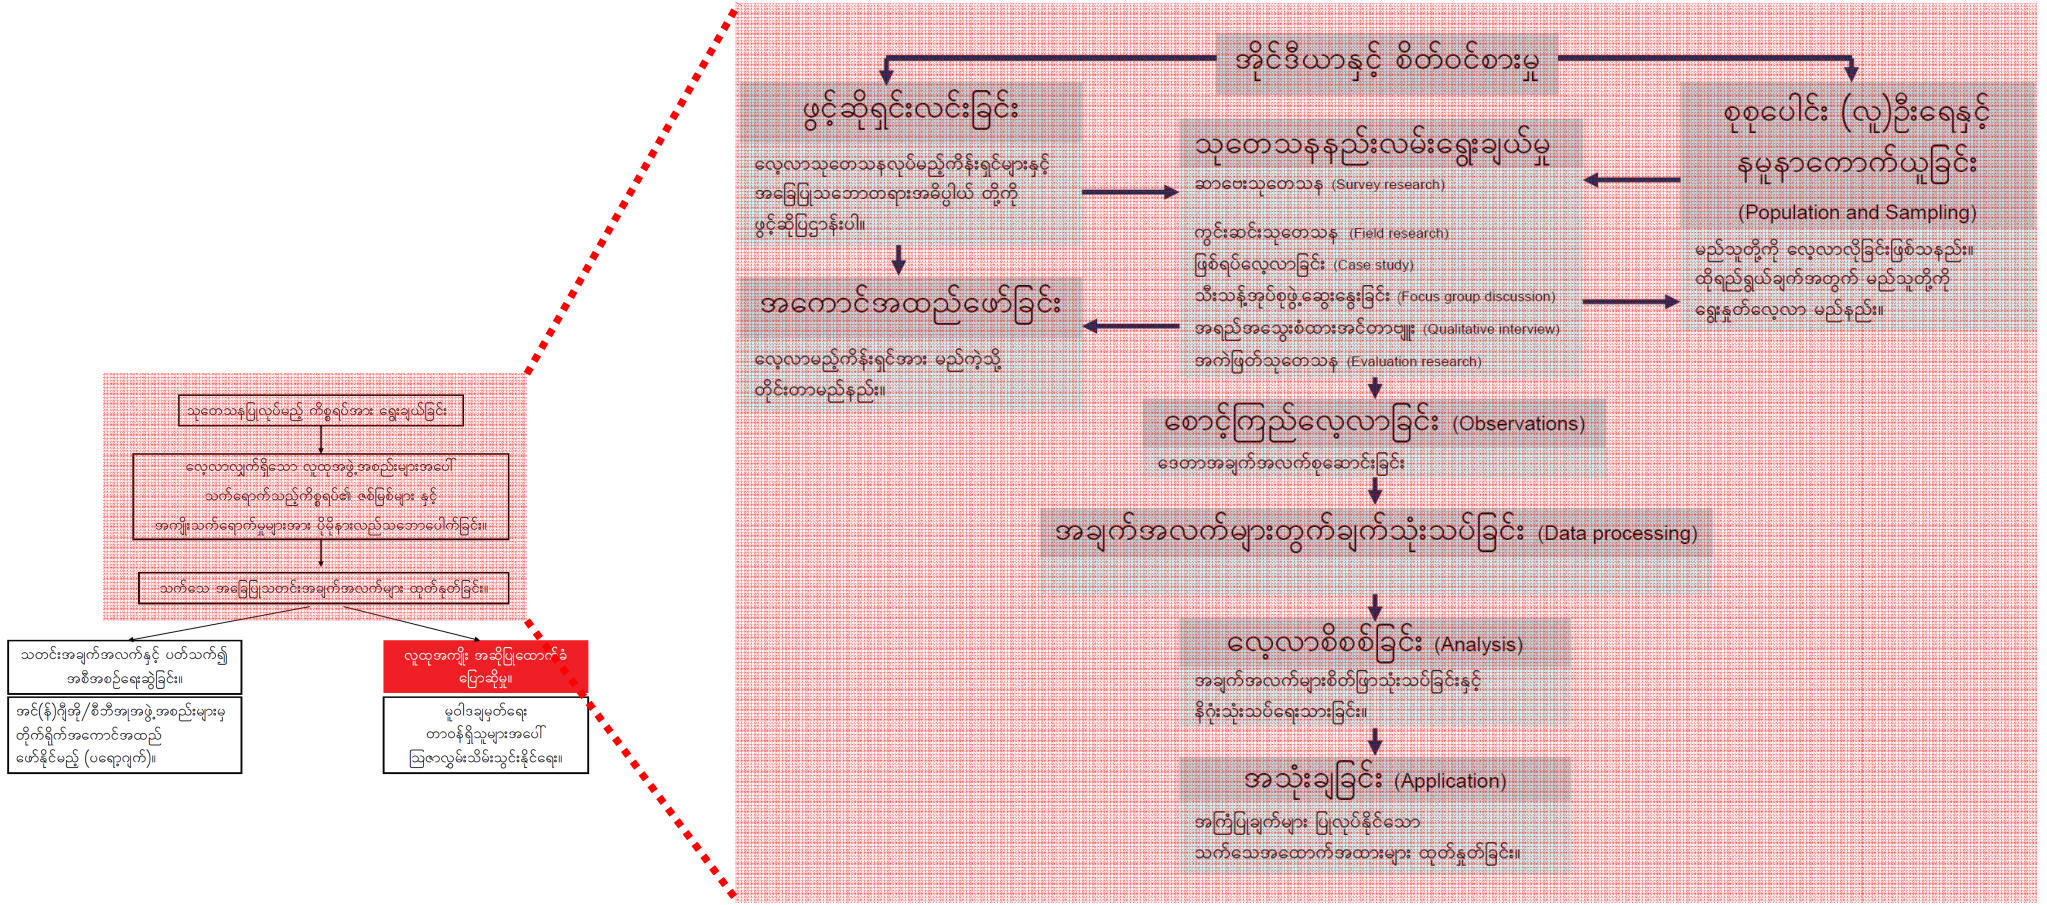 သုတေသနပြုလုပ်မည့် ကိစ္စရပ်အား ရွေးချယ်ခြင်း
လေ့လာလျှက်ရှိသော လူထုအဖွဲ့အစည်းများအပေါ်
သက်ရောက်သည့်ကိစ္စရပ်၏ ဇစ်မြစ်များ နှင့်
အကျိုးသက်ရောက်မှုများအား ပိုမိုနားလည်သဘောပေါက်ခြင်း။
သက်သေ အခြေပြုသတင်းအချက်အလက်များ ထုတ်နုတ်ခြင်း။
သတင်းအချက်အလက်နှင့် ပတ်သက်၍
အစီအစဉ်ရေးဆွဲခြင်း။
အင်(န်)ဂျီအို/စီဘီအျအဖွဲ့အစည်းများမှ
တိုက်ရိုက်အကောင်အထည်
ဖော်နိုင်မည့် (ပရော့ဂျက်)။
လူထုအကျိုး အဆိုပြုထောက်ခံ
ပြောဆိုမှု။
မူဝါဒချမှတ်ရေး
တာဝန်ရှိသူများအပေါ်
ဩဇာလွှမ်းသိမ်းသွင်းနိုင်ရေး။
အိုင်ဒီယာနှင့် စိတ်ဝင်စားမှု
ဖွင့်ဆိုရှင်းလင်းခြင်း
လေ့လာသုတေသနလုပ်မည့်ကိန်းရှင်များနှင့်
အခြေပြုသဘောတရားအဓိပ္ပါယ် တို့ကို
ဖွင့်ဆိုပြဌာန်းပါ။
အကောင်အထည်ဖော်ခြင်း
လေ့လာမည့်ကိန်းရှင်အား မည်ကဲ့သို့
တိုင်းတာမည်နည်း။
သုတေသနနည်းလမ်းရွေးချယ်မှု
ဆာဗေးသုတေသန (Survey research)
ကွင်းဆင်းသုတေသန (Field research)
ဖြစ်ရပ်လေ့လာခြင်း (Case study)
သီးသန့်အုပ်စုဖွဲ့ဆွေးနွေးခြင်း (Focus group discussion)
အရည်အသွေးစံထားအင်တာဗျူး (Qualitative interview)
အကဲဖြတ်သုတေသန (Evaluation research)
စုစုပေါင်း (လူ)ဦးရေနှင့်
နမူနာကောက်ယူခြင်း
(Population and Sampling)
မည်သူတို့ကို လေ့လာလိုခြင်းဖြစ်သနည်း။
ထိုရည်ရွယ်ချက်အတွက် မည်သူတို့ကို
ရွေးနှုတ်လေ့လာ မည်နည်း။
စောင့်ကြည်လေ့လာခြင်း (Observations)
ဒေတာအချက်အလက်စုဆောင်းခြင်း
အချက်အလက်များတွက်ချက်သုံးသပ်ခြင်း (Data processing)
လေ့လာစိစစ်ခြင်း (Analysis)
အချက်အလက်များစိတ်ဖြာသုံးသပ်ခြင်းနှင့်
နိဂုံးသုံးသပ်ရေးသားခြင်း။
အသုံးချခြင်း (Application)
အကြံပြုချက်များ ပြုလုပ်နိုင်သော
သက်သေအထောက်အထားများ ထုတ်နှုတ်ခြင်း။